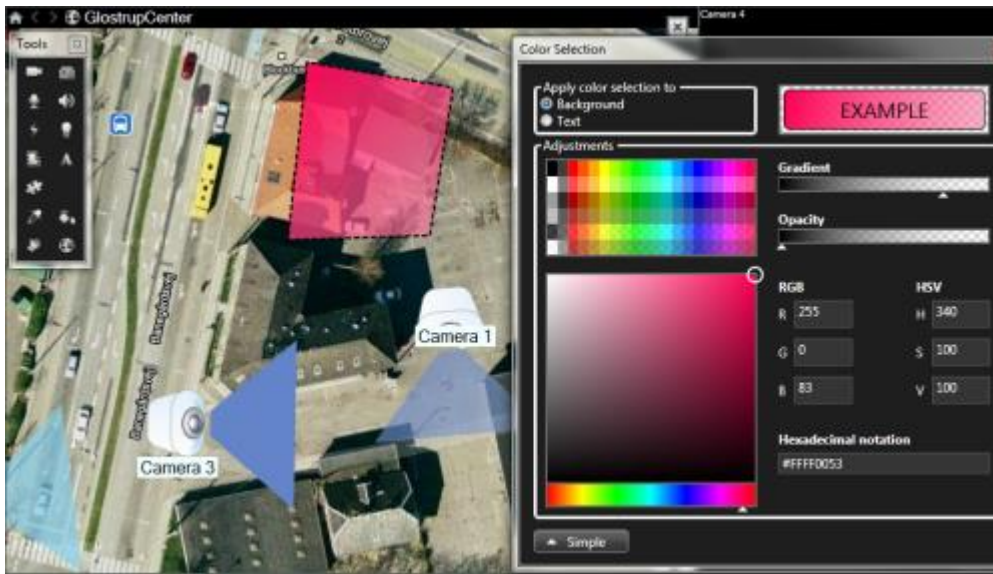 GlostrupCenter
Camera 4
Tools
Color Selection
Apply color selection to
Background
Text
EXAMPLE
Adjustments
Gradient
Opacity
RGB
HSV
R 255
H 340
G 0
S 100
B 83
V 100
Hexadecimal notation
#FFFF0053
Simple
A
Camera 1
Camera 3